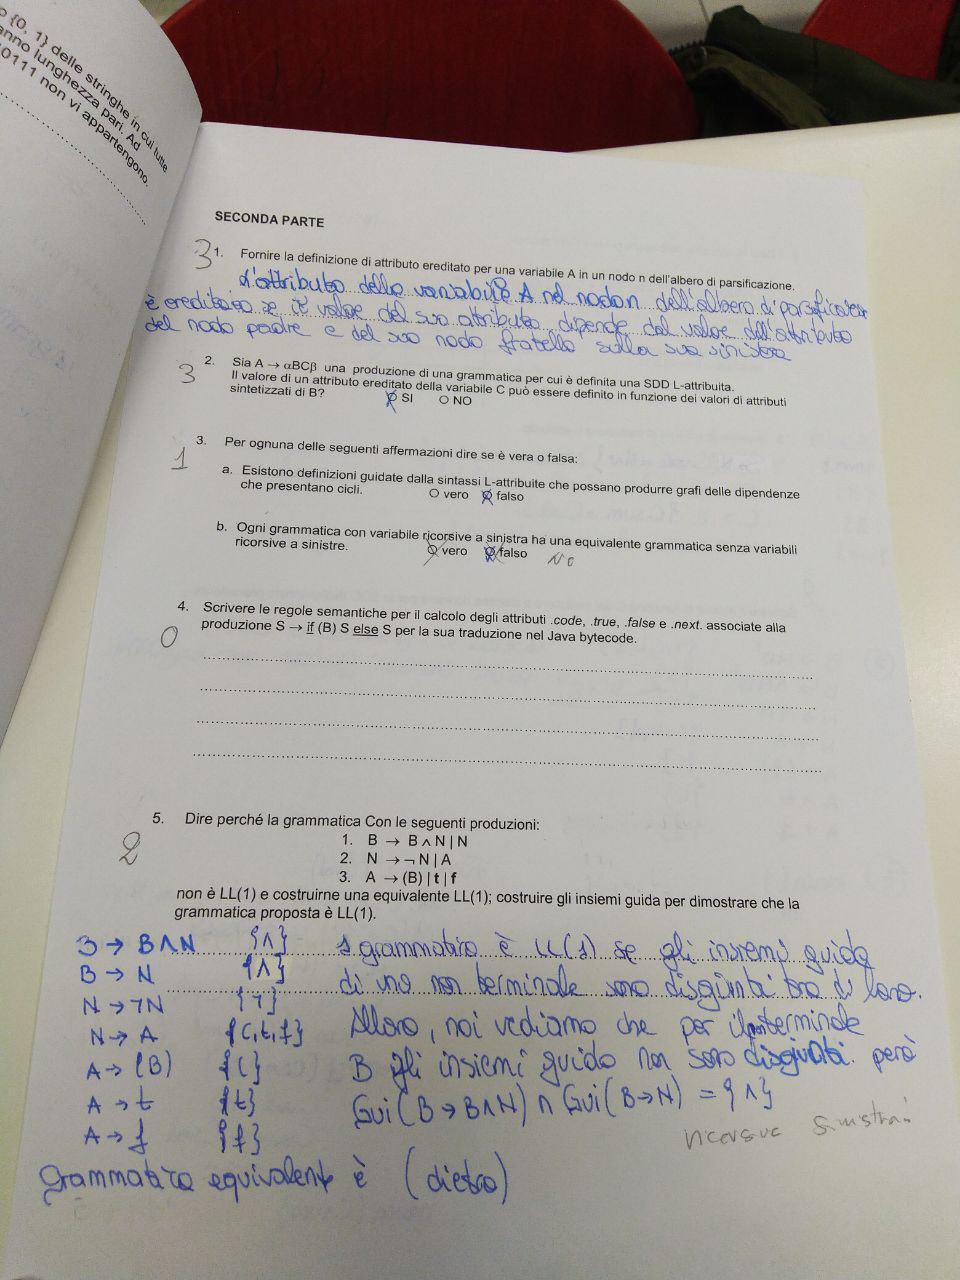 o {0, 1} delle stringhe in cui tutte
anno lunghezza pari. Ad
0111 non vi appartengono.
SECONDA PARTE
3 1. Fornire la definizione di attributo ereditato per una variabile A in un nodo n dell'albero di parsificazione.
L'attributo della variabile A nel nodo n dell'albero di parsificazion
è ereditario se il valore del suo attributo dipende dal valore dell'attributo
del nodo padre e del suo nodo fratello sulla sua sinistra
3 2. Sia A → αBCβ una produzione di una grammatica per cui è definita una SDD L-attribuita.
Il valore di un attributo ereditato della variabile C può essere definito in funzione dei valori di attributi
sintetizzati di B? O SI O NO
1 3. Per ognuna delle seguenti affermazioni dire se è vera o falsa:
a. Esistono definizioni guidate dalla sintassi L-attribuite che possano produrre grafi delle dipendenze
che presentano cicli. O vero O falso
b. Ogni grammatica con variabile ricorsive a sinistra ha una equivalente grammatica senza variabili
ricorsive a sinistre. O vero O falso No
0 4. Scrivere le regole semantiche per il calcolo degli attributi .code, .true, .false e .next. associate alla
produzione S → if (B) S else S per la sua traduzione nel Java bytecode.
2 5. Dire perché la grammatica Con le seguenti produzioni:
1. B → B ∧ N | N
2. N → ¬ N | A
3. A → (B) | t | f
non è LL(1) e costruirne una equivalente LL(1); costruire gli insiemi guida per dimostrare che la
grammatica proposta è LL(1).
B → B∧N {∧}
B → N {∧}
N → ¬N {¬}
N → A {(,t,f}
A → (B) {(}
A → t {t}
A → f {f}
grammatica è LL(1) se gli insiemi guida
di uno non terminale sono disgiunti tra di loro.
Allora, noi vediamo che per il non terminale
B gli insiemi guida non sono disgiunti però
Gui(B→B∧N) ∩ Gui(B→N) = {∧}
ricorsive sinistra!
Grammatica equivalente è (dietro)